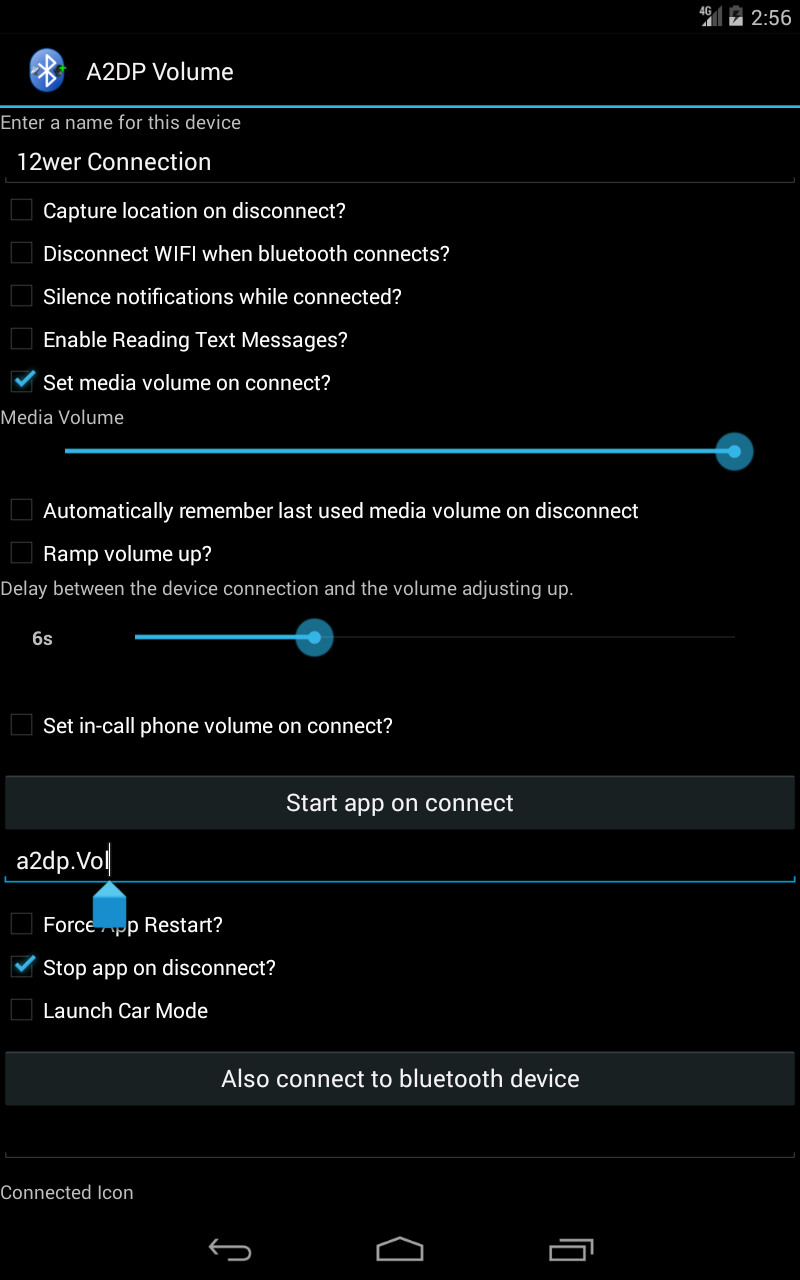 4G 2:56
A2DP Volume
Enter a name for this device
12wer Connection
Capture location on disconnect?
Disconnect WIFI when bluetooth connects?
Silence notifications while connected?
Enable Reading Text Messages?
Set media volume on connect?
Media Volume
Automatically remember last used media volume on disconnect
Ramp volume up?
Delay between the device connection and the volume adjusting up.
6s
Set in-call phone volume on connect?
Start app on connect
a2dp.Vol
Force App Restart?
Stop app on disconnect?
Launch Car Mode
Also connect to bluetooth device
Connected Icon